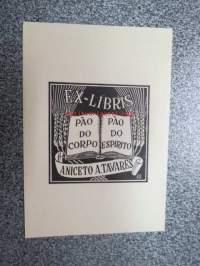 EX-LIBRIS
PÃO DO CORPO
PÃO DO ESPIRITO
ANICETO A. TAVARES